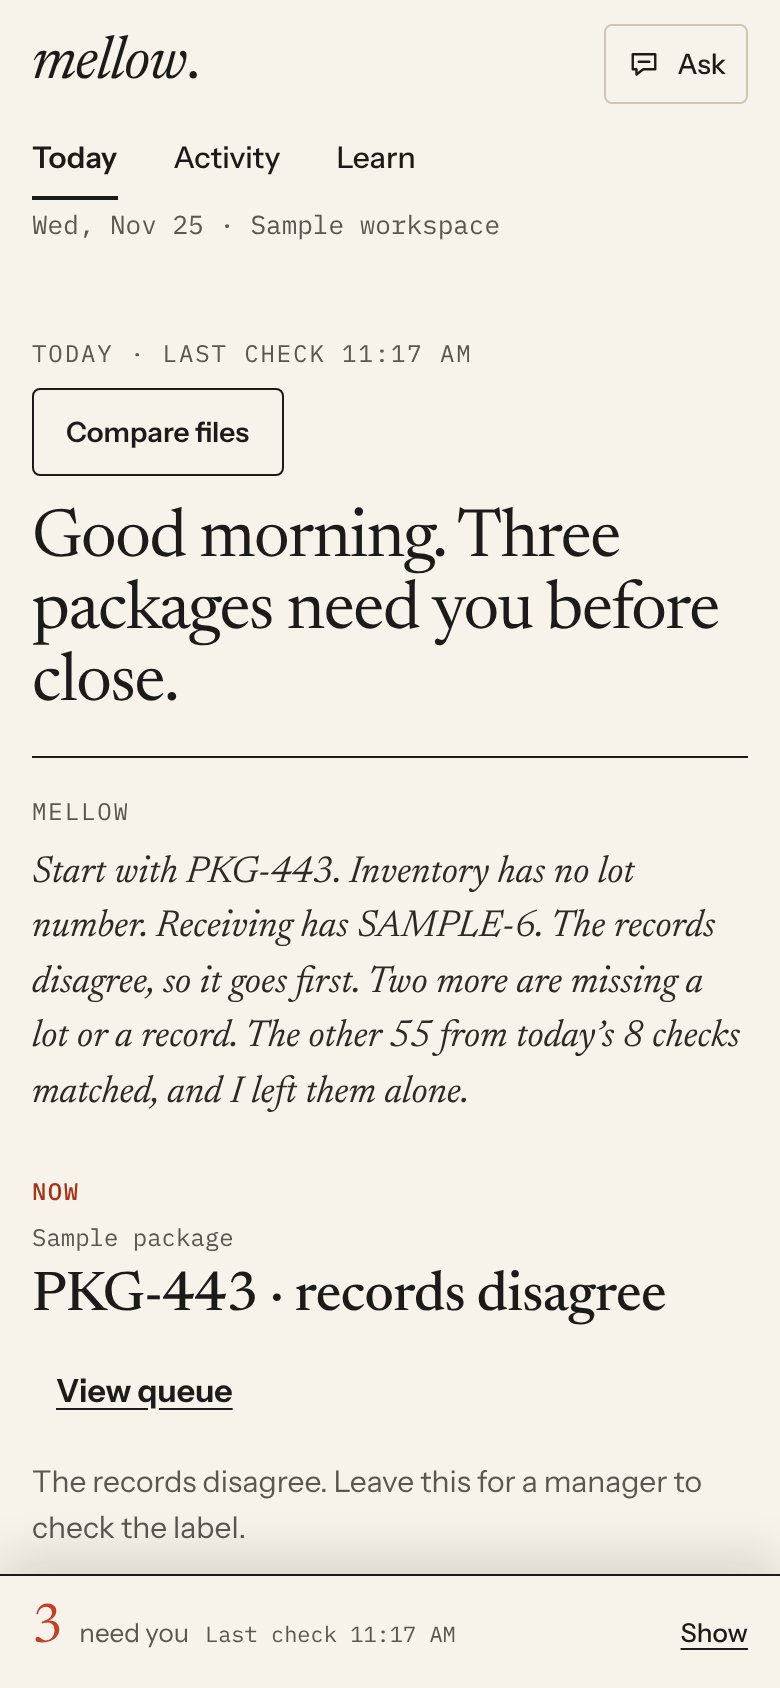 mellow.
Ask
Today Activity Learn
Wed, Nov 25 · Sample workspace
TODAY · LAST CHECK 11:17 AM
Compare files
Good morning. Three
packages need you before
close.
MELLOW
Start with PKG-443. Inventory has no lot
number. Receiving has SAMPLE-6. The records
disagree, so it goes first. Two more are missing a
lot or a record. The other 55 from today’s 8 checks
matched, and I left them alone.
NOW
Sample package
PKG-443 · records disagree
View queue
The records disagree. Leave this for a manager to
check the label.
3 need you Last check 11:17 AM Show